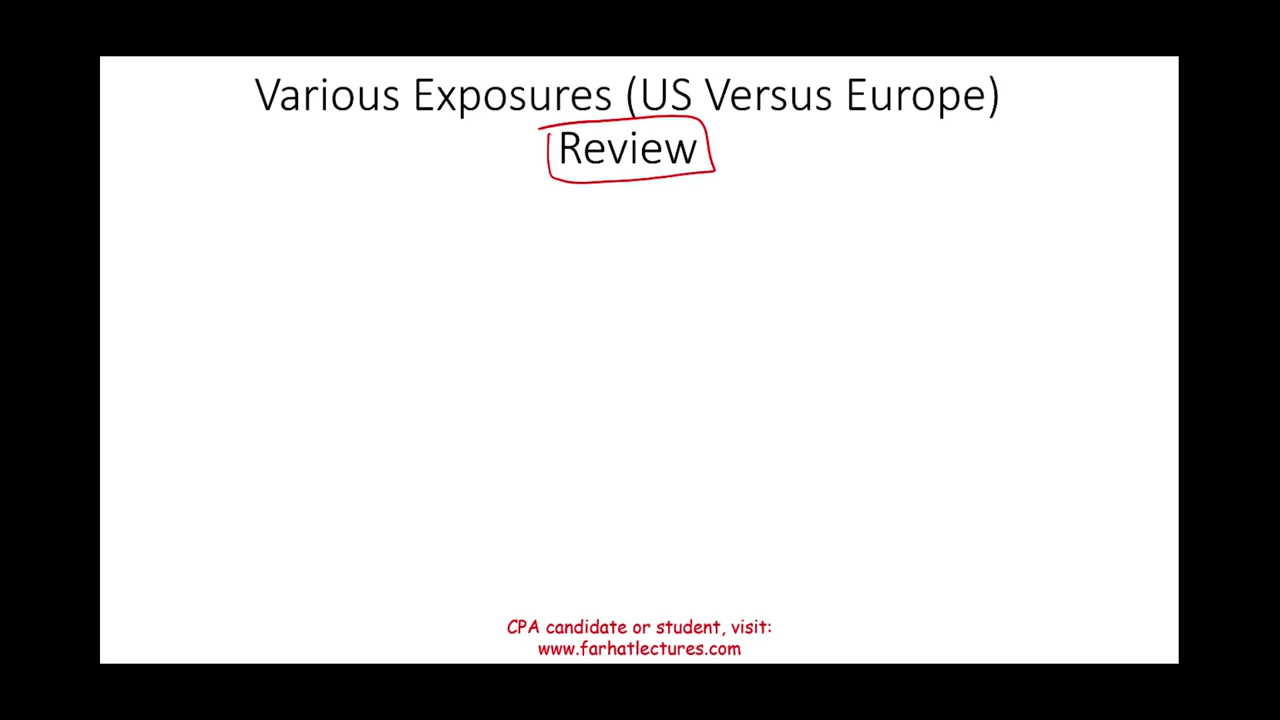 Various Exposures (US Versus Europe)
Review
CPA candidate or student, visit:
www.farhatlectures.com